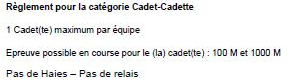 Règlement pour la catégorie Cadet-Cadette
1 Cadet(te) maximum par équipe
Epreuve possible en course pour le (la) cadet(te) : 100 M et 1000 M
Pas de Haies – Pas de relais